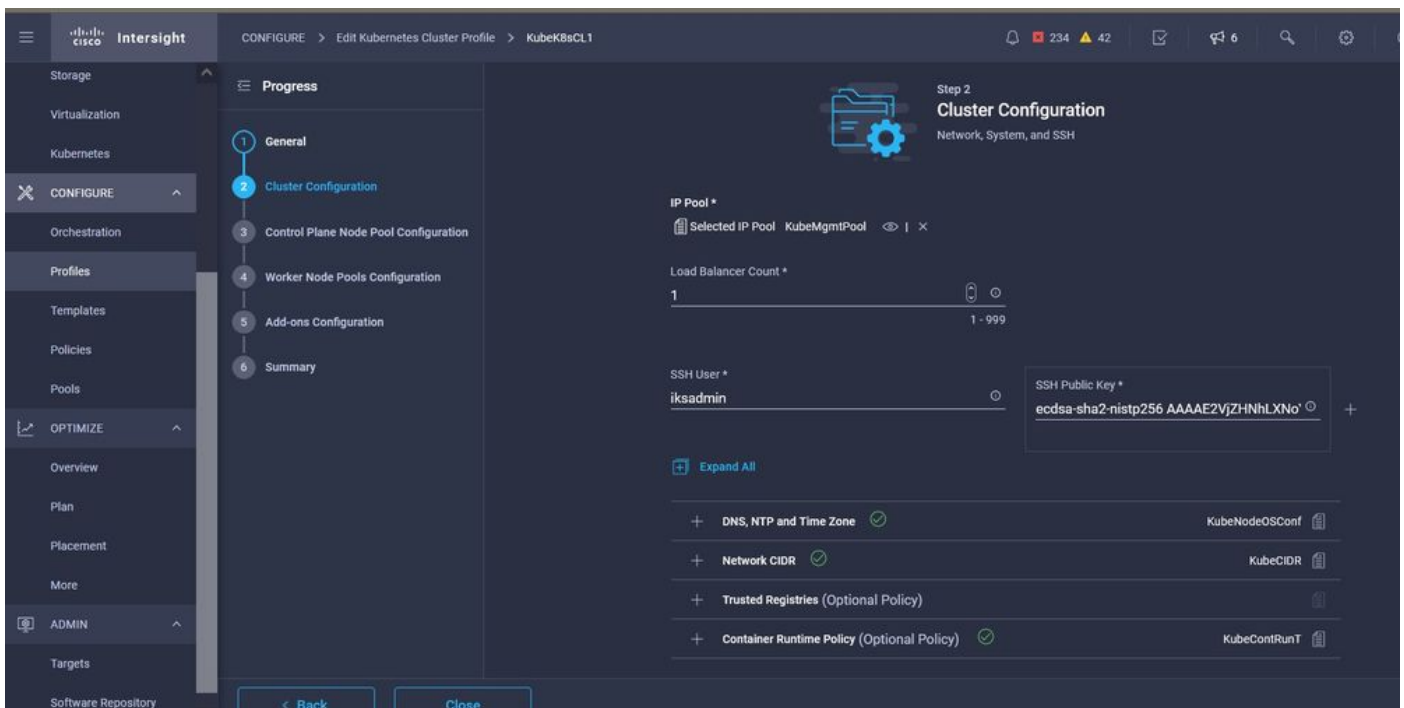 cisco Intersight
CONFIGURE > Edit Kubernetes Cluster Profile > KubeK8sCL1
234 42
6
Storage
Virtualization
Kubernetes
CONFIGURE
Orchestration
Profiles
Templates
Policies
Pools
OPTIMIZE
Overview
Plan
Placement
More
ADMIN
Targets
Software Repository
Progress
1 General
2 Cluster Configuration
3 Control Plane Node Pool Configuration
4 Worker Node Pools Configuration
5 Add-ons Configuration
6 Summary
Step 2
Cluster Configuration
Network, System, and SSH
IP Pool *
Selected IP Pool KubeMgmtPool
Load Balancer Count *
1
1 - 999
SSH User *
iksadmin
SSH Public Key *
ecdsa-sha2-nistp256 AAAAE2VjZHNhLXNo
Expand All
DNS, NTP and Time Zone KubeNodeOSConf
Network CIDR KubeCIDR
Trusted Registries (Optional Policy)
Container Runtime Policy (Optional Policy) KubeContRunT
< Back Close